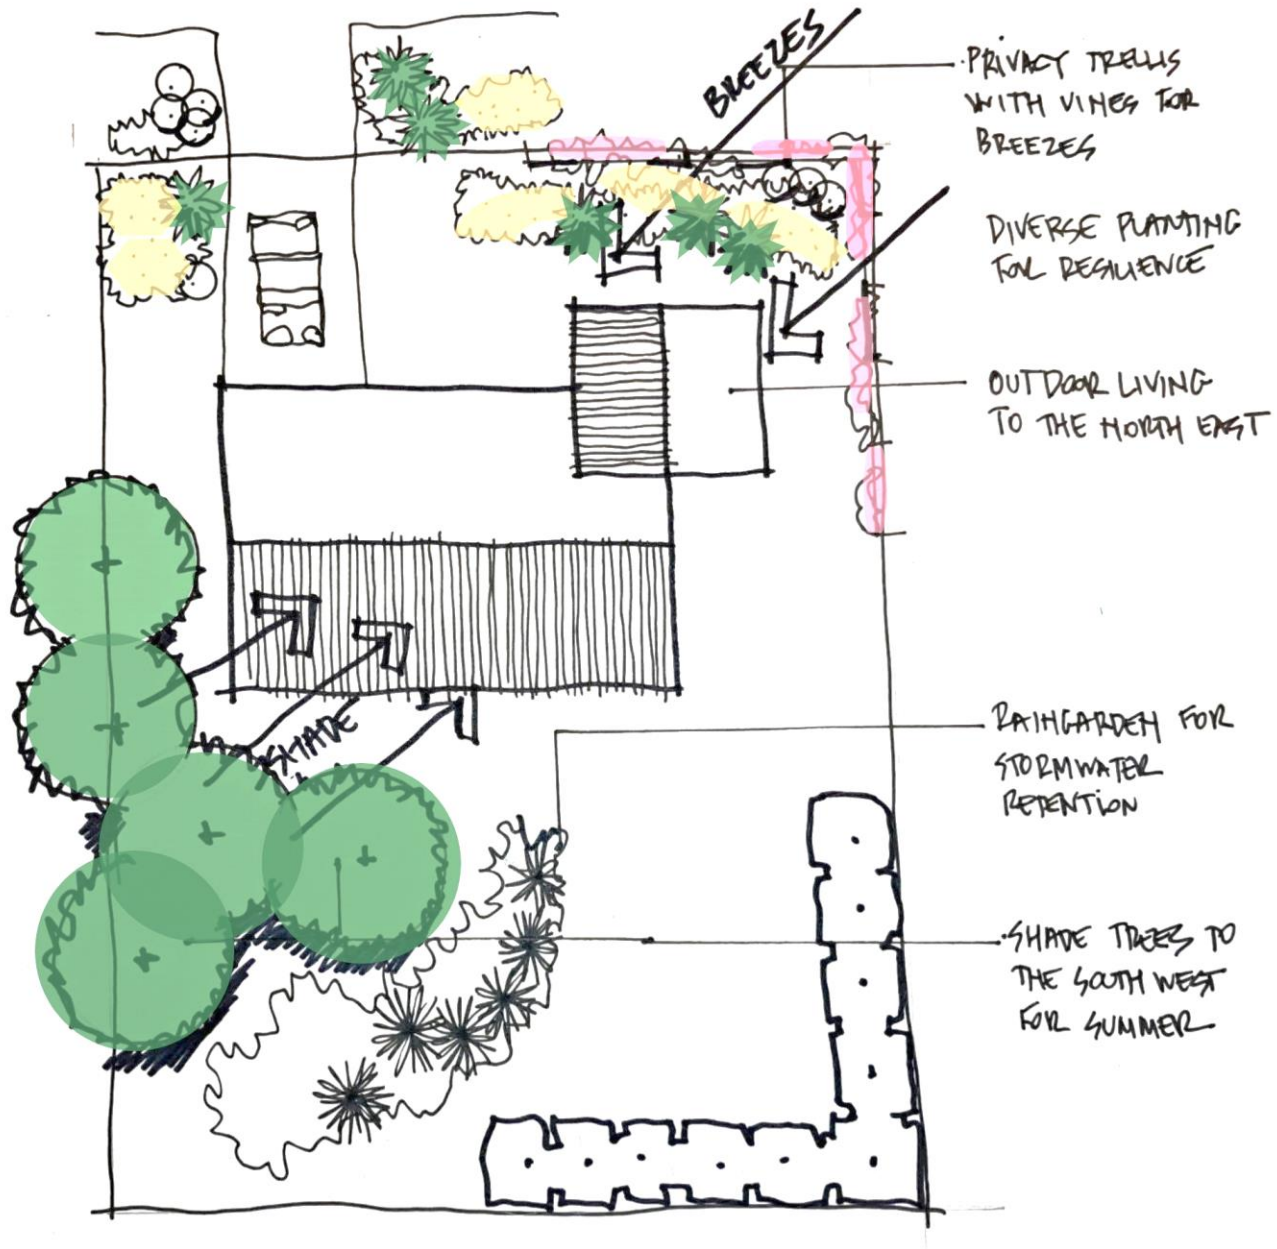 BREEZES
PRIVACY TRELLIS
WITH VINES FOR
BREEZES
DIVERSE PLANTING
FOR RESILIENCE
OUTDOOR LIVING
TO THE NORTH EAST
SHADE
RAINGARDEN FOR
STORMWATER
RETENTION
SHADE TREES TO
THE SOUTH WEST
FOR SUMMER